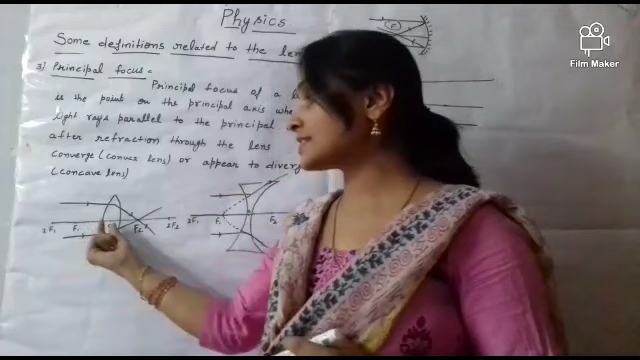 Physics
Some definitions related to the len
3) Principal focus =
Principal focus of a l
is the point on the principal axis whe
light rays parallel to the principal
after refraction through the lens
converge (convex lens) or appear to diverg
(concave lens)
2F₁ F₁ F₂ 2F₂
F₁ F₂
Film Maker